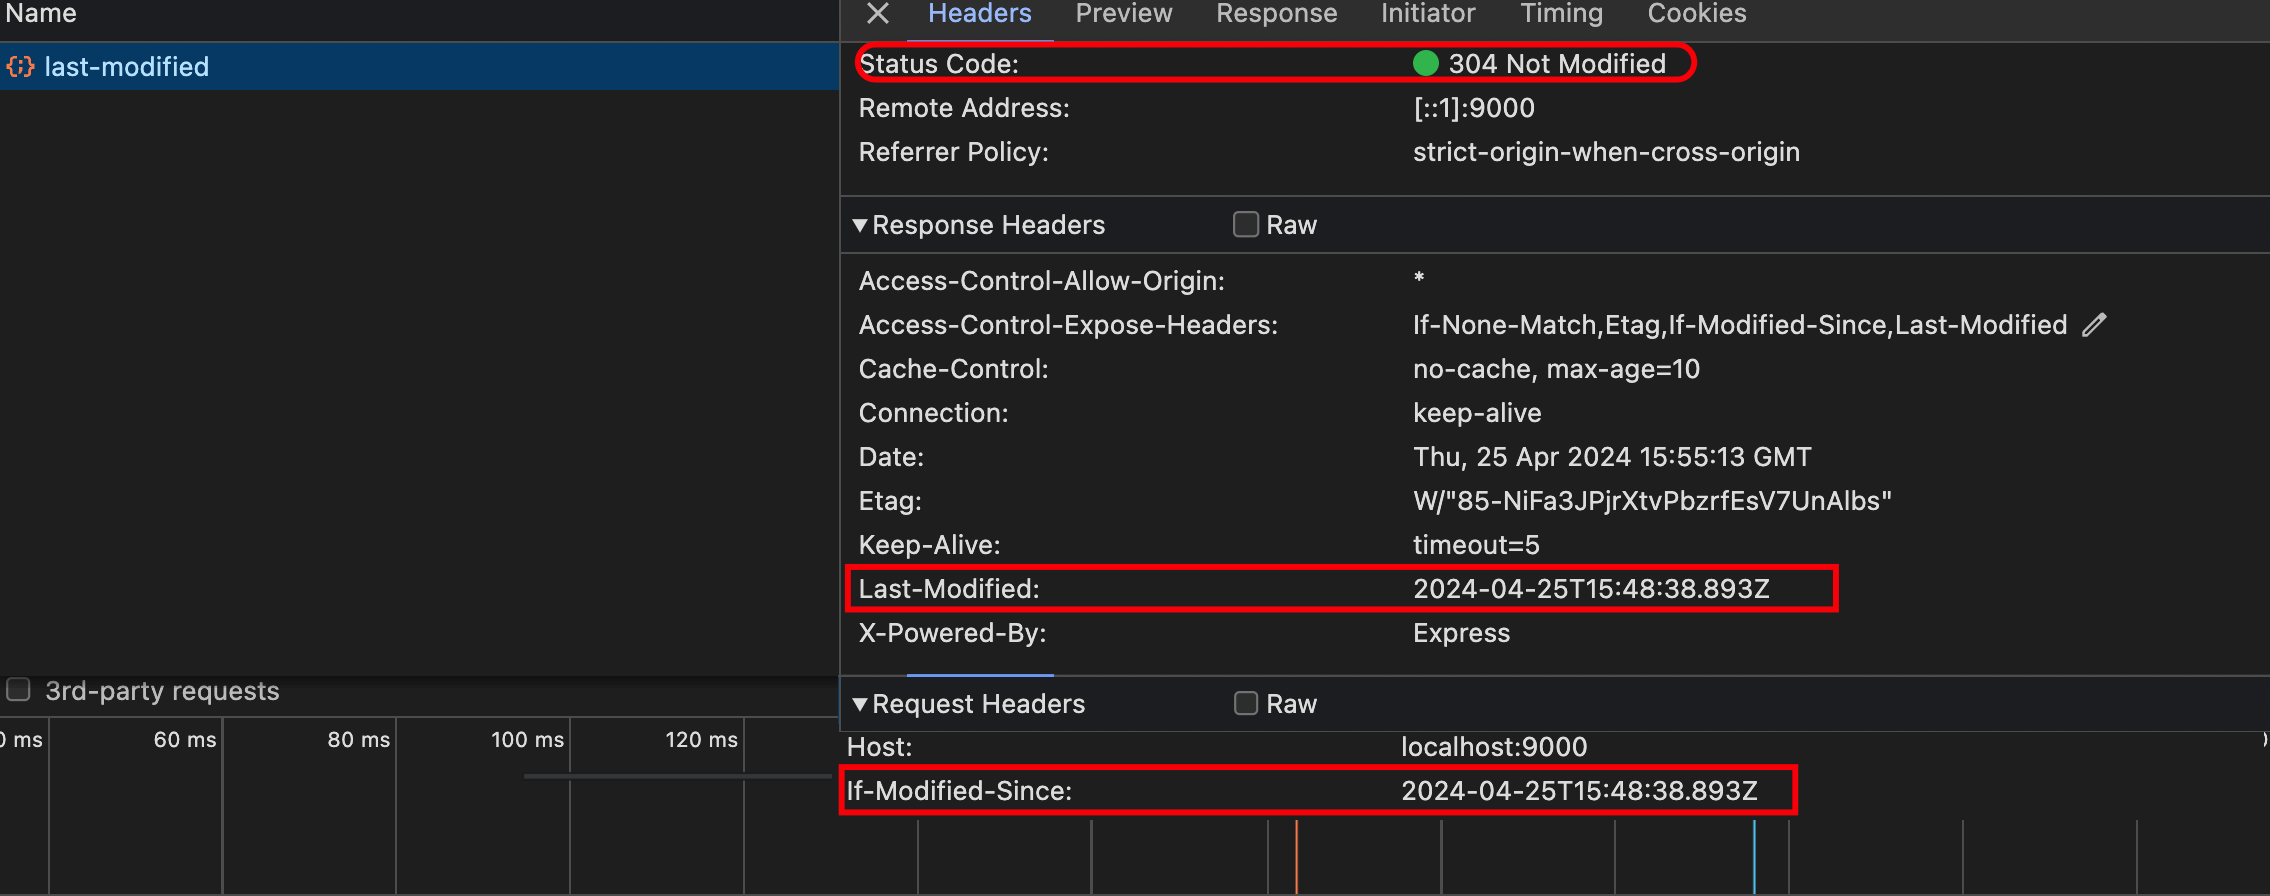 Name
last-modified
Headers Preview Response Initiator Timing Cookies
Status Code: 304 Not Modified
Remote Address: [::1]:9000
Referrer Policy: strict-origin-when-cross-origin
Response Headers Raw
Access-Control-Allow-Origin: *
Access-Control-Expose-Headers: If-None-Match,Etag,If-Modified-Since,Last-Modified
Cache-Control: no-cache, max-age=10
Connection: keep-alive
Date: Thu, 25 Apr 2024 15:55:13 GMT
Etag: W/"85-NiFa3JPjrXtvPbzrfEsV7UnAlbs"
Keep-Alive: timeout=5
Last-Modified: 2024-04-25T15:48:38.893Z
X-Powered-By: Express
3rd-party requests
0 ms 60 ms 80 ms 100 ms 120 ms
Request Headers Raw
Host: localhost:9000
If-Modified-Since: 2024-04-25T15:48:38.893Z